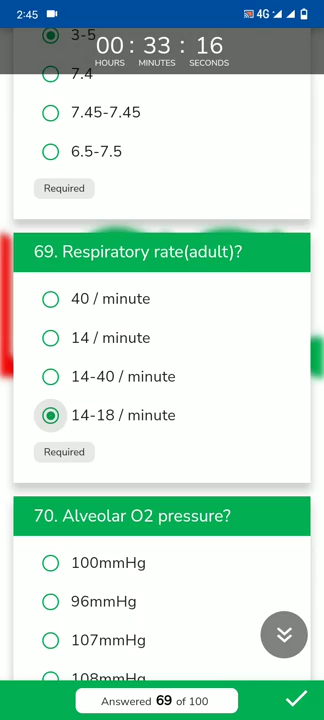 2:45
4G
3-5
00 : 33 : 16
HOURS MINUTES SECONDS
7.4
7.45-7.45
6.5-7.5
Required
69. Respiratory rate(adult)?
40 / minute
14 / minute
14-40 / minute
14-18 / minute
Required
70. Alveolar O2 pressure?
100mmHg
96mmHg
107mmHg
108mmHg
Answered 69 of 100